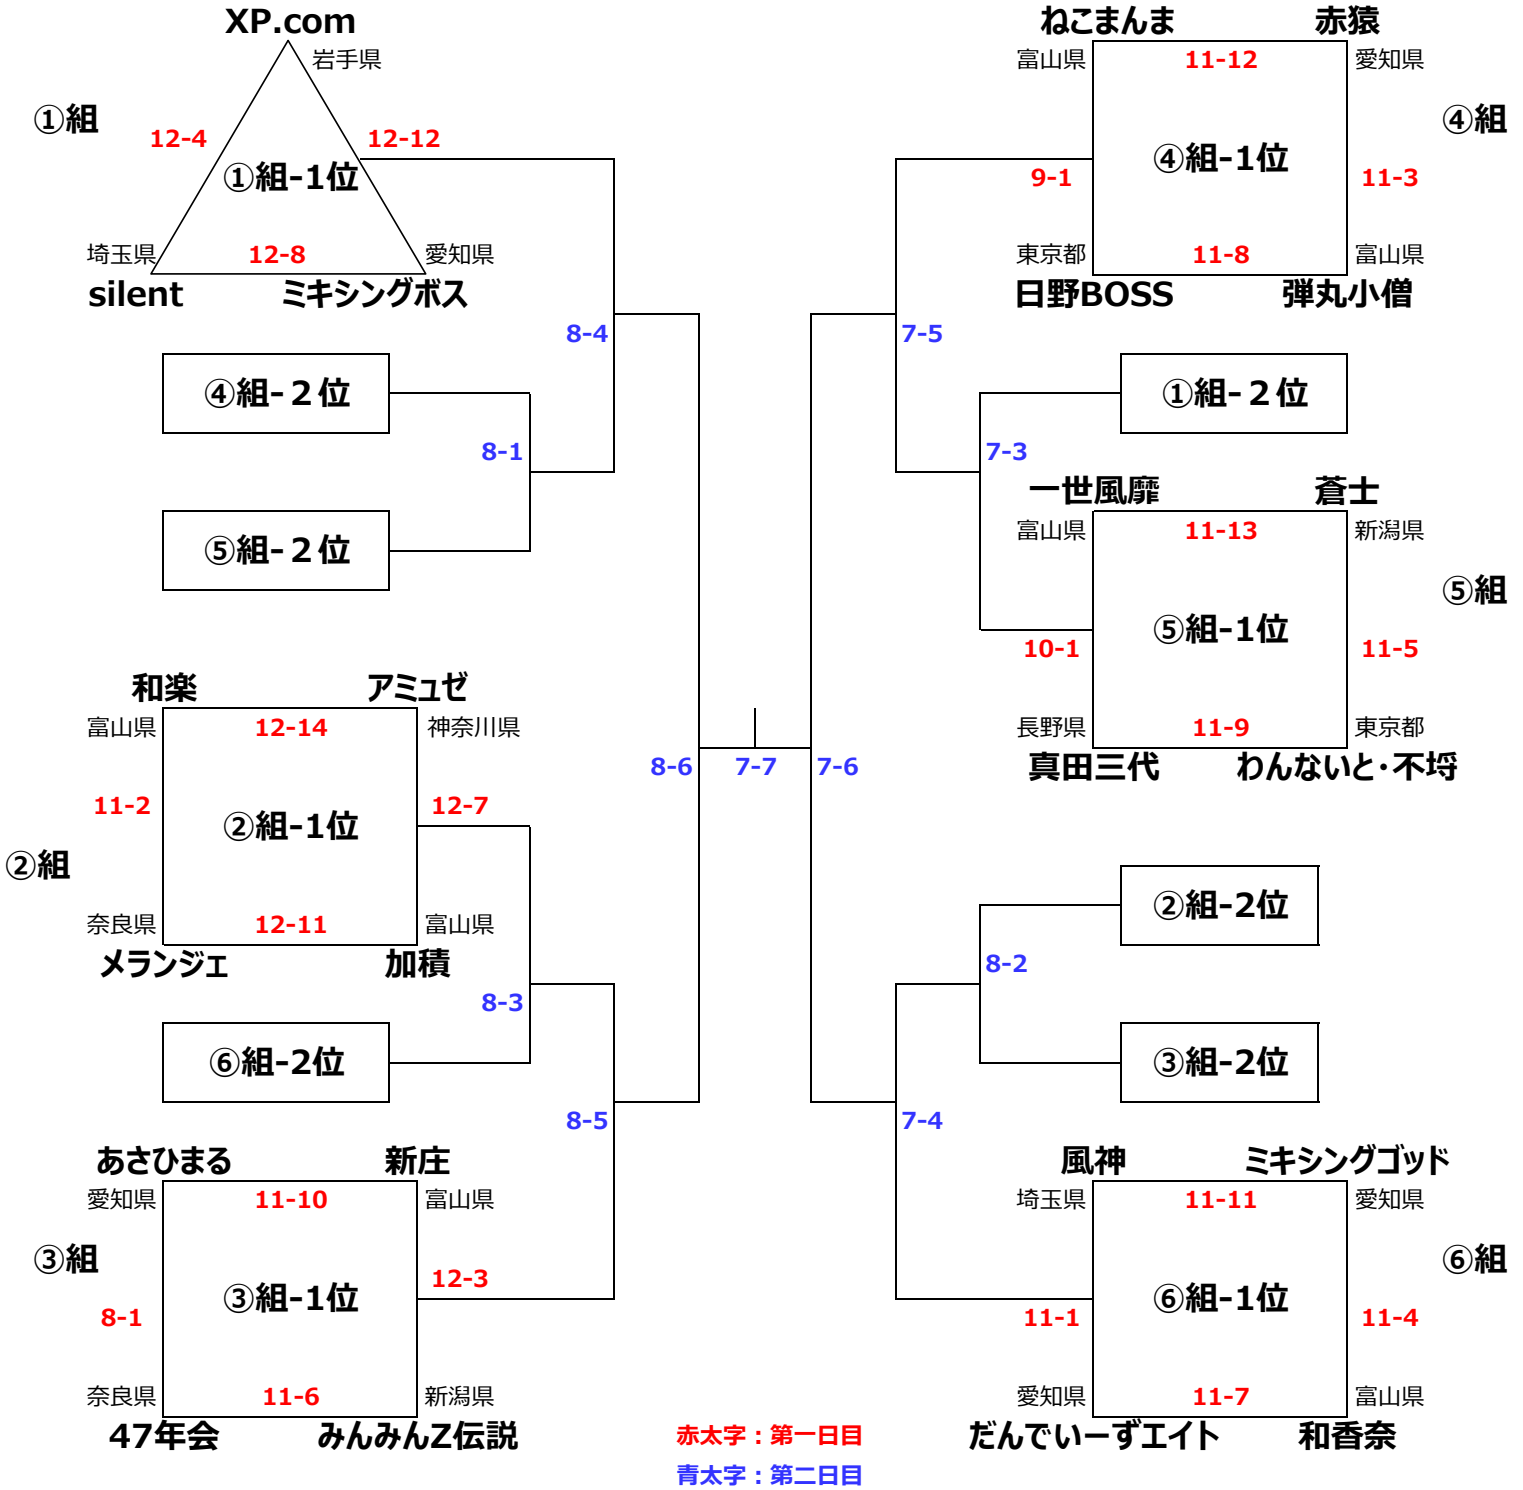 XP.com
岩手県
①組
12-4
12-12
①組-1位
埼玉県
12-8
愛知県
silent
ミキシングボス
8-4
④組-２位
8-1
⑤組-２位
和楽
アミュゼ
富山県
12-14
神奈川県
11-2
②組-1位
12-7
②組
奈良県
12-11
富山県
メランジェ
加積
8-3
⑥組-2位
8-5
あさひまる
新庄
愛知県
11-10
富山県
③組
③組-1位
12-3
8-1
奈良県
11-6
新潟県
47年会
みんみんZ伝説
8-6
7-7
7-6
ねこまんま
赤猿
富山県
11-12
愛知県
④組
④組-1位
9-1
11-3
東京都
11-8
富山県
日野BOSS
弾丸小僧
7-5
①組-２位
7-3
一世風靡
蒼士
富山県
11-13
新潟県
⑤組
⑤組-1位
10-1
11-5
長野県
11-9
東京都
真田三代
わんないと・不埒
②組-2位
8-2
③組-2位
7-4
風神
ミキシングゴッド
埼玉県
11-11
愛知県
⑥組
⑥組-1位
11-1
11-4
愛知県
11-7
富山県
だんでぃーずエイト
和香奈
赤太字：第一日目
青太字：第二日目